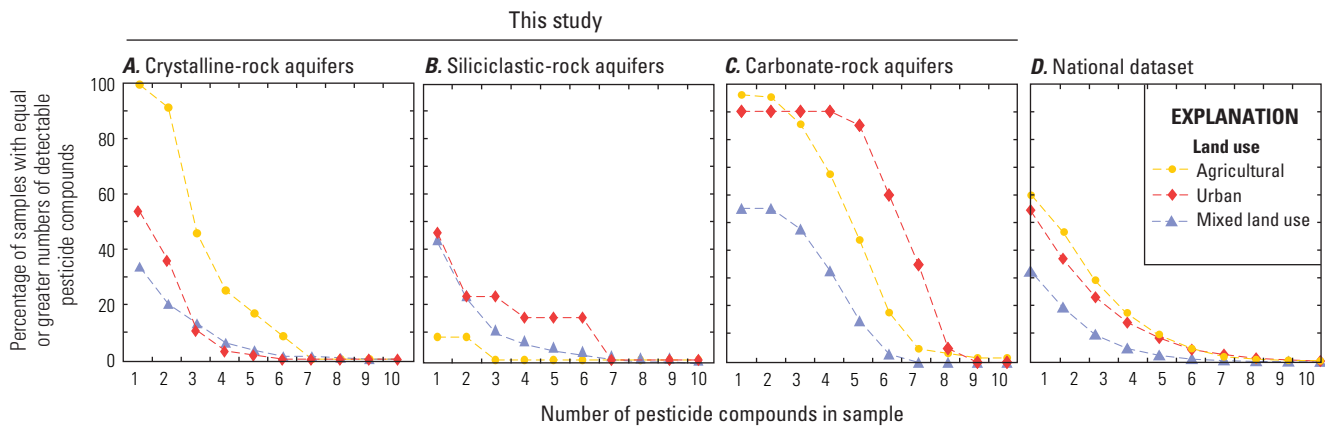 This study
A. Crystalline-rock aquifers
B. Siliciclastic-rock aquifers
C. Carbonate-rock aquifers
D. National dataset
Percentage of samples with equal
or greater numbers of detectable
pesticide compounds
100
80
60
40
20
0
EXPLANATION
Land use
Agricultural
Urban
Mixed land use
1 2 3 4 5 6 7 8 9 10
1 2 3 4 5 6 7 8 9 10
1 2 3 4 5 6 7 8 9 10
1 2 3 4 5 6 7 8 9 10
Number of pesticide compounds in sample